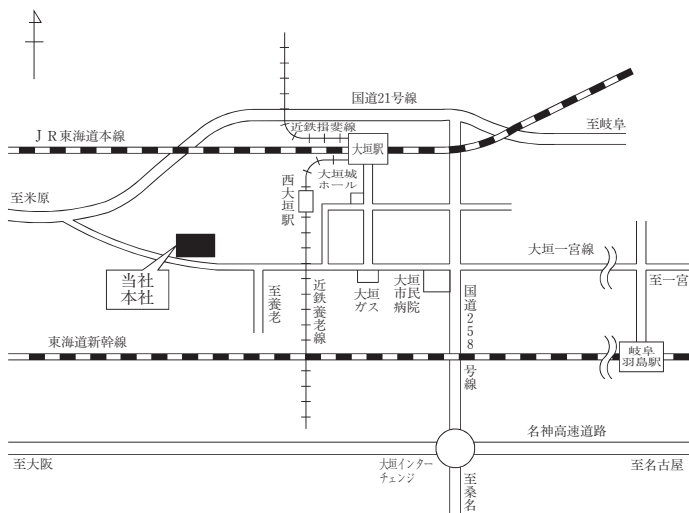 国道21号線
近鉄揖斐線
至岐阜
JR東海道本線
大垣駅
大垣城
ホール
西大垣駅
至米原
大垣一宮線
当社
本社
至養老
近鉄養老線
大垣
ガス
大垣
市民
病院
国道258号線
至一宮
東海道新幹線
岐阜
羽島駅
名神高速道路
至大阪
大垣インター
チェンジ
至桑名
至名古屋